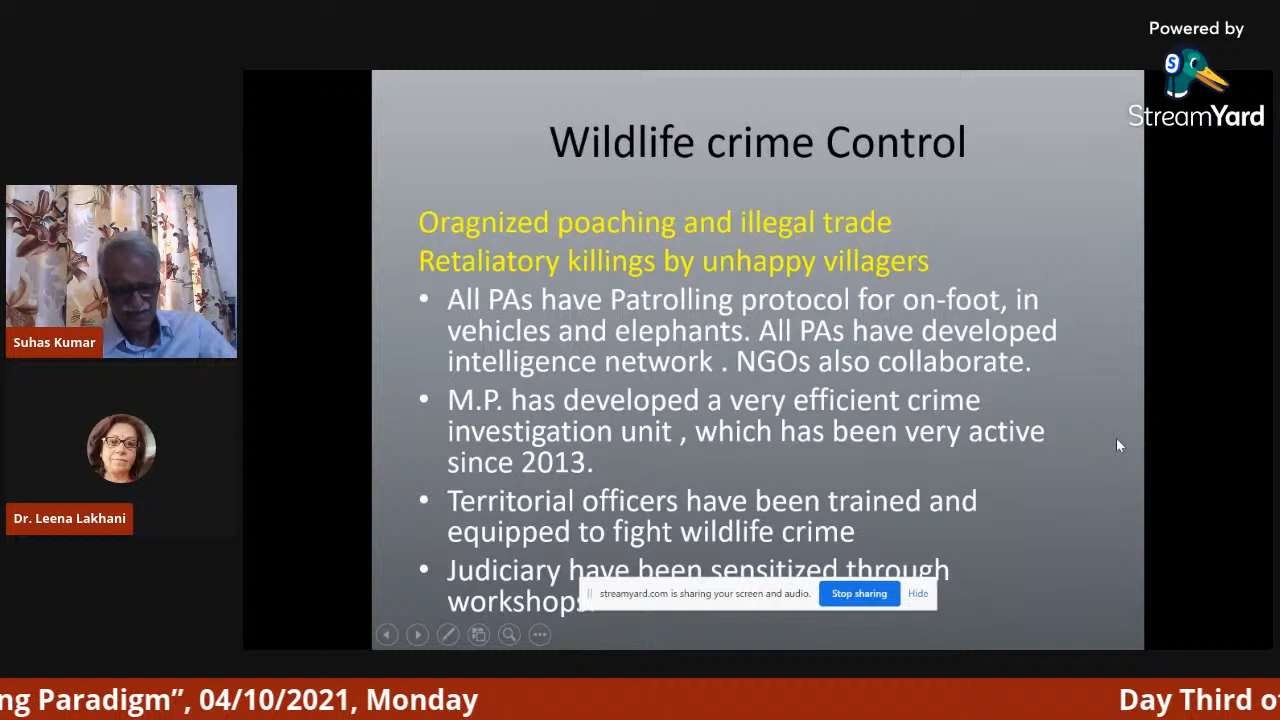 Powered by
StreamYard
Wildlife crime Control
Oragnized poaching and illegal trade
Retaliatory killings by unhappy villagers
• All PAs have Patrolling protocol for on-foot, in
vehicles and elephants. All PAs have developed
intelligence network . NGOs also collaborate.
• M.P. has developed a very efficient crime
investigation unit , which has been very active
since 2013.
• Territorial officers have been trained and
equipped to fight wildlife crime
• Judiciary have been sensitized through
workshops.
streamyard.com is sharing your screen and audio.
Stop sharing
Hide
Suhas Kumar
Dr. Leena Lakhani
ng Paradigm”, 04/10/2021, Monday
Day Third of